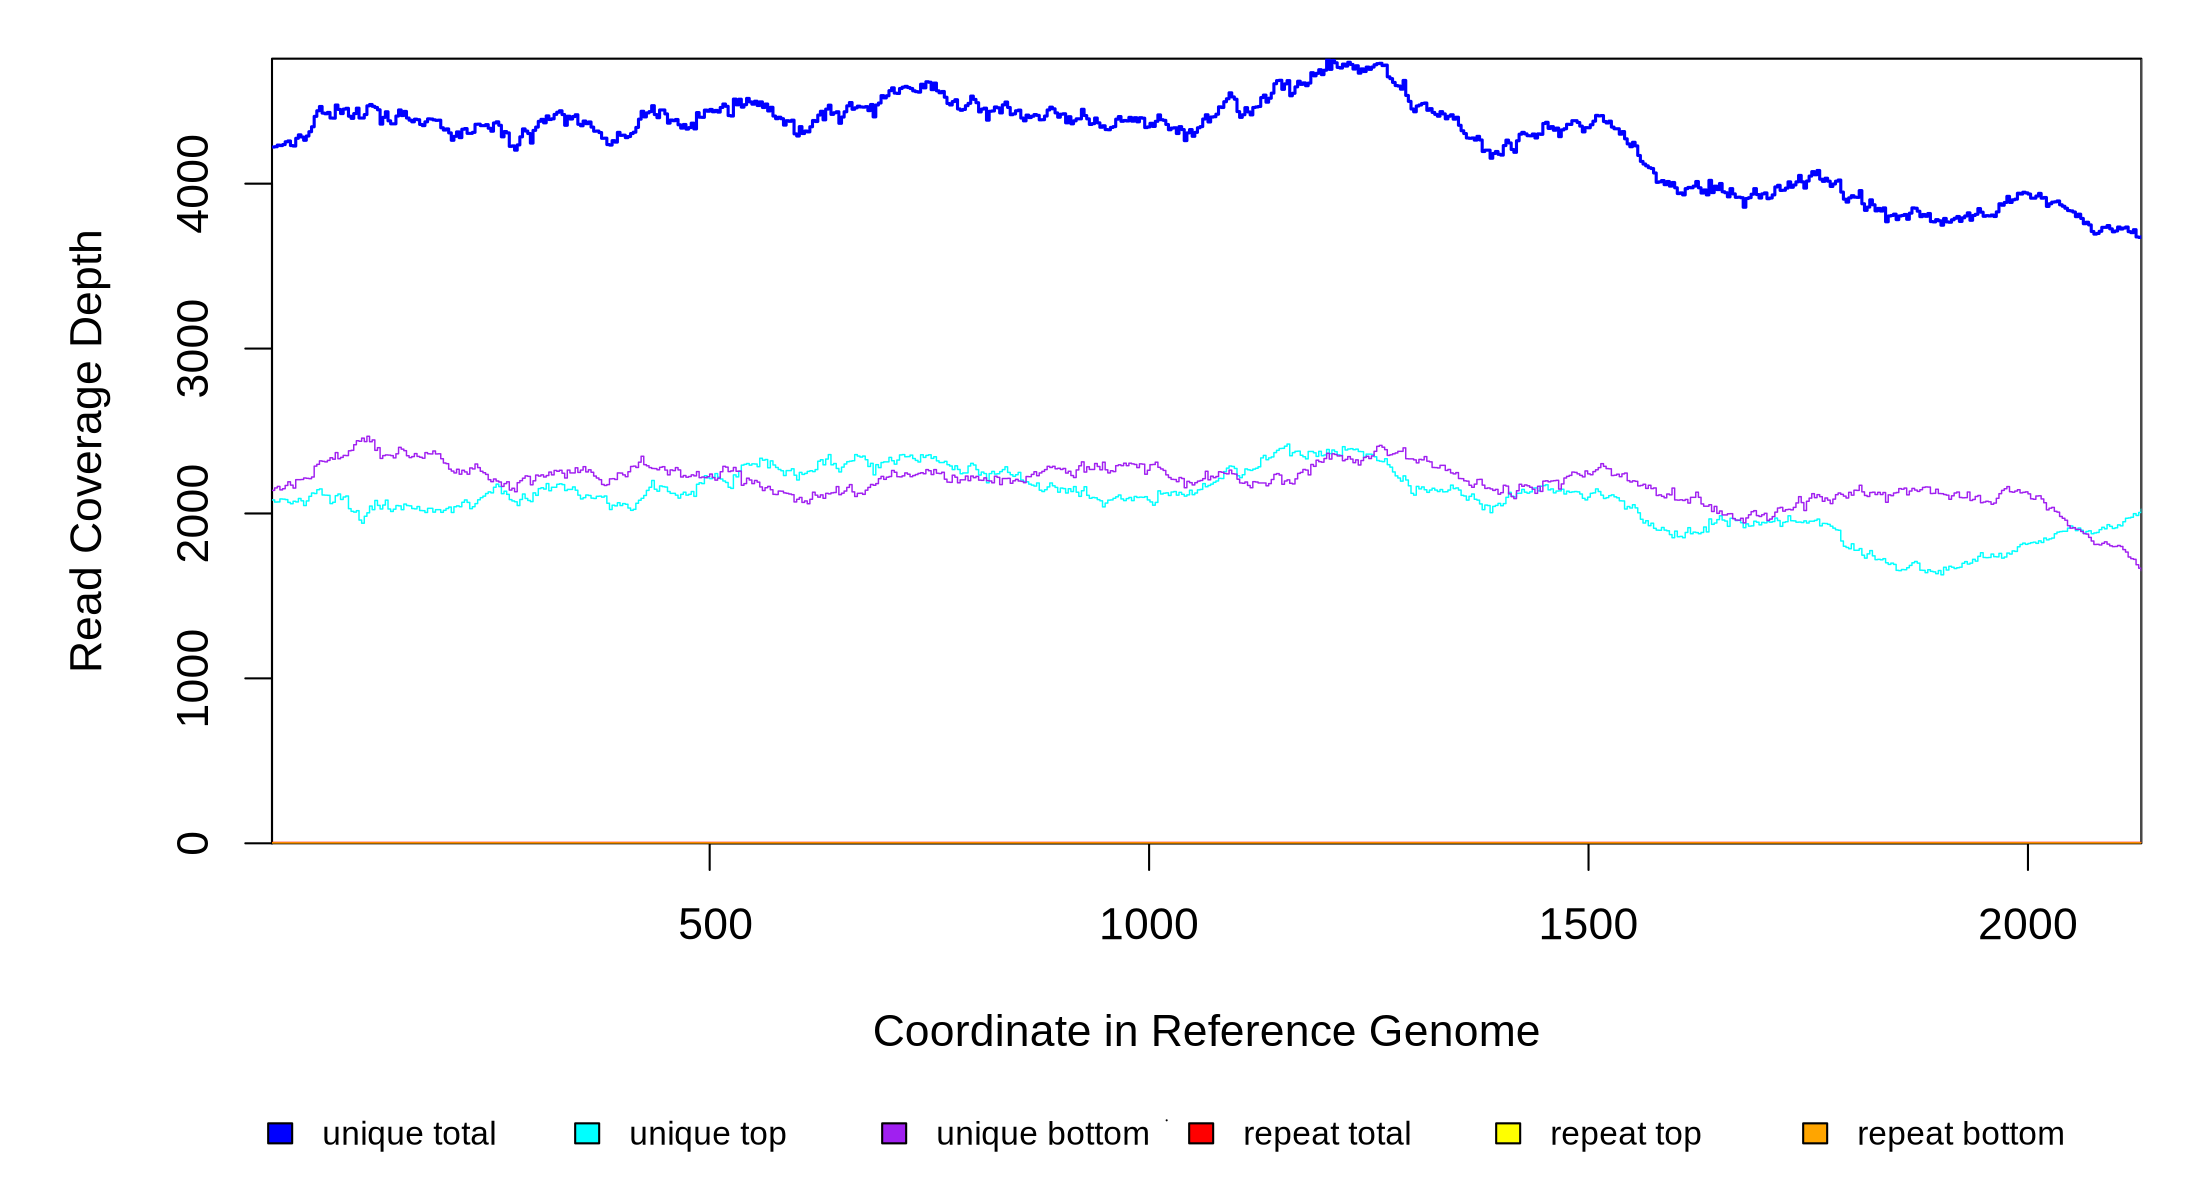 Read Coverage Depth
4000
3000
2000
1000
0
500 1000 1500 2000
Coordinate in Reference Genome
unique total unique top unique bottom repeat total repeat top repeat bottom